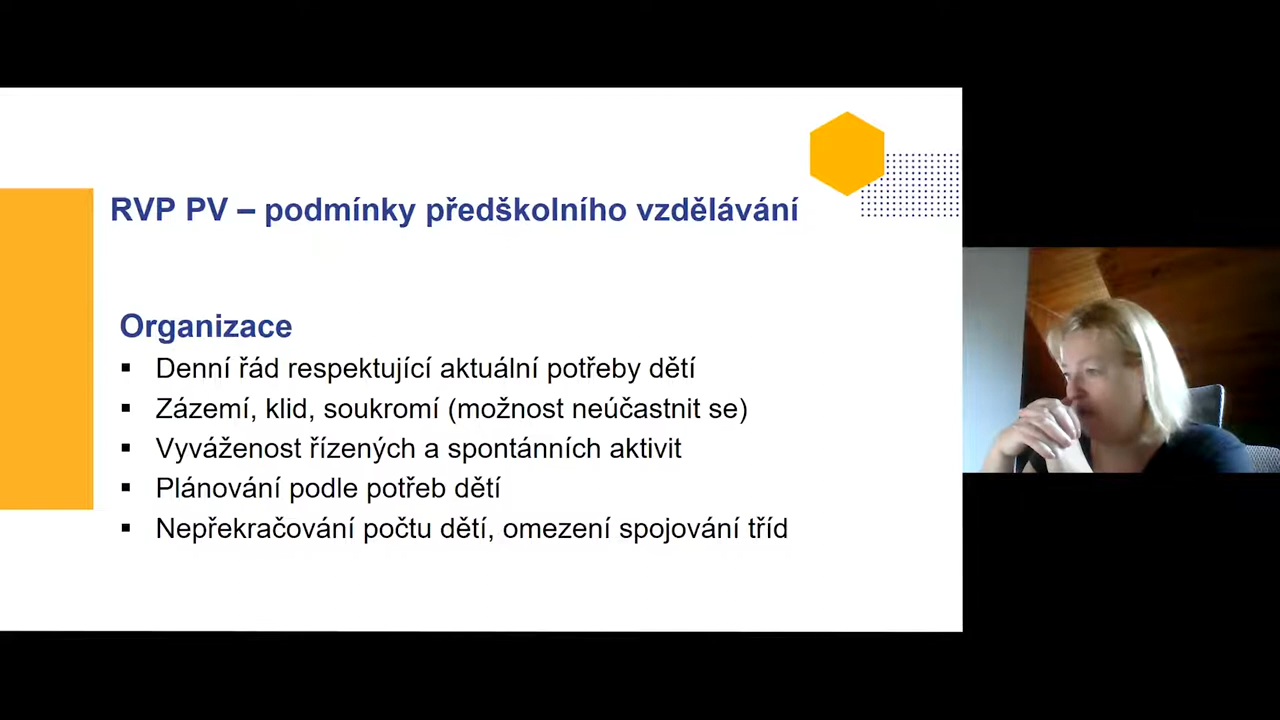 RVP PV – podmínky předškolního vzdělávání
Organizace
▪ Denní řád respektující aktuální potřeby dětí
▪ Zázemí, klid, soukromí (možnost neúčastnit se)
▪ Vyváženost řízených a spontánních aktivit
▪ Plánování podle potřeb dětí
▪ Nepřekračování počtu dětí, omezení spojování tříd